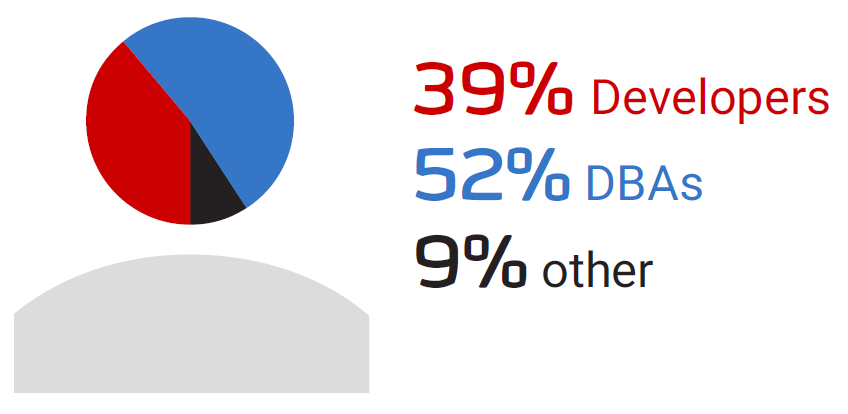 39% Developers
52% DBAs
9% other